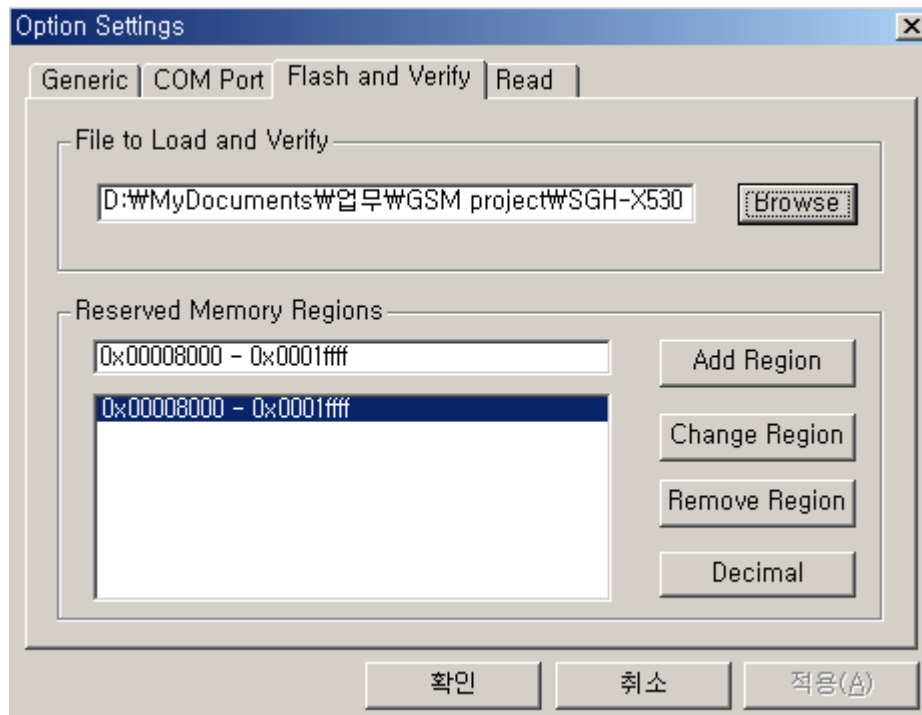 Option Settings
Generic
COM Port
Flash and Verify
Read
File to Load and Verify
D:₩MyDocuments₩업무₩GSM project₩SGH-X530
Browse
Reserved Memory Regions
0x00008000 - 0x0001ffff
Add Region
0x00008000 - 0x0001ffff
Change Region
Remove Region
Decimal
확인
취소
적용(A)